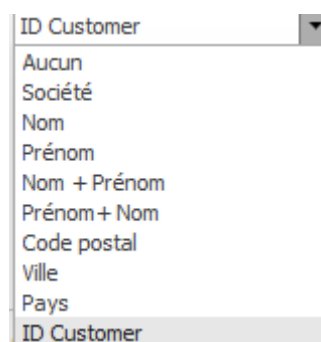 ID Customer
Aucun
Société
Nom
Prénom
Nom + Prénom
Prénom+ Nom
Code postal
Ville
Pays
ID Customer